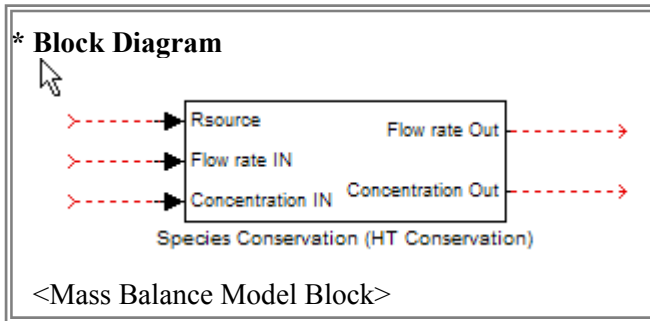 * Block Diagram
Rsource
Flow rate Out
Flow rate IN
Concentration Out
Concentration IN
Species Conservation (HT Conservation)
<Mass Balance Model Block>